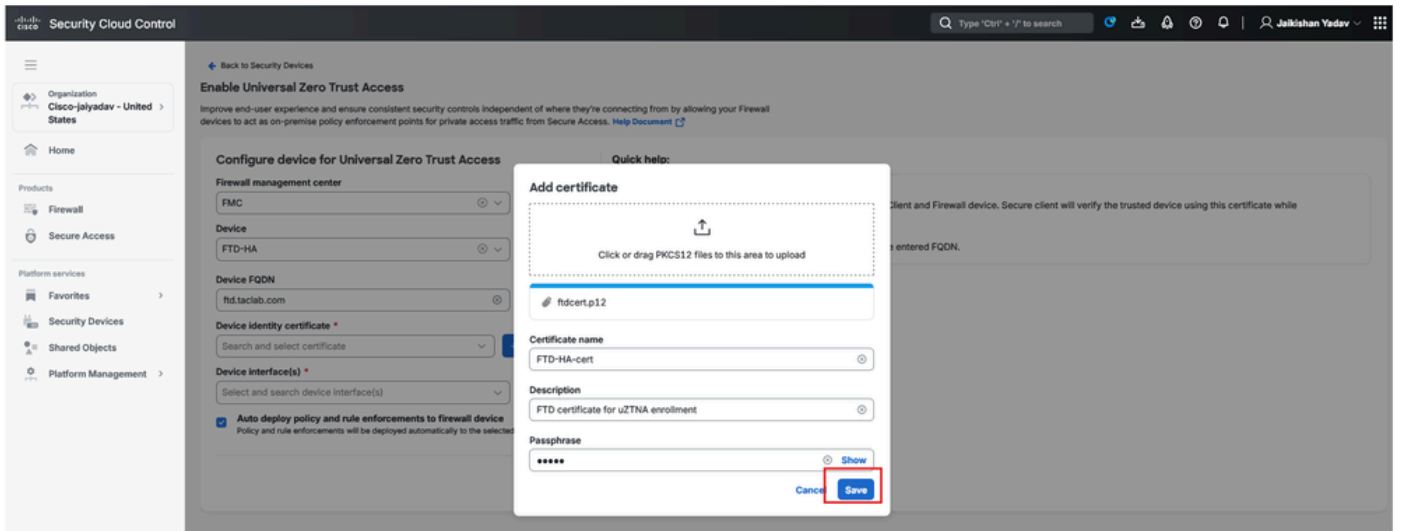 CISCO
Security Cloud Control
Type 'Ctrl' + '/' to search
Jaikishan Yadav
Organization
Cisco-jaiyadav - United
States
Home
Products
Firewall
Secure Access
Platform services
Favorites
Security Devices
Shared Objects
Platform Management
Back to Security Devices
Enable Universal Zero Trust Access
Improve end-user experience and ensure consistent security controls independent of where they're connecting from by allowing your Firewall
devices to act as on-premise policy enforcement points for private access traffic from Secure Access. Help Document
Configure device for Universal Zero Trust Access
Firewall management center
FMC
Device
FTD-HA
Device FQDN
ftd.taclab.com
Device identity certificate *
Search and select certificate
Device interface(s) *
Select and search device interface(s)
Auto deploy policy and rule enforcements to firewall device
Policy and rule enforcements will be deployed automatically to the selected
Quick help:
Client and Firewall device. Secure client will verify the trusted device using this certificate while
entered FQDN.
Add certificate
Click or drag PKCS12 files to this area to upload
ftdcert.p12
Certificate name
FTD-HA-cert
Description
FTD certificate for uZTNA enrollment
Passphrase
•••••
Show
Cancel
Save